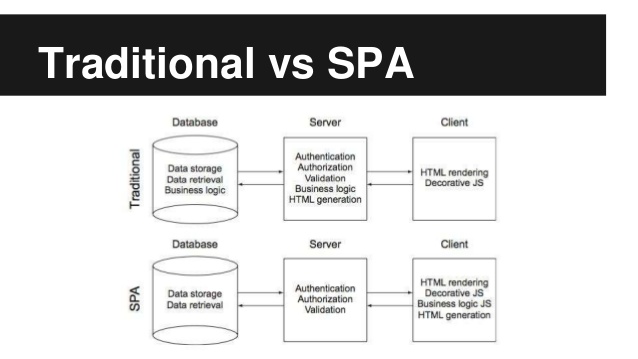 Traditional vs SPA
Database
Server
Client
Traditional
Data storage
Data retrieval
Business logic
Authentication
Authorization
Validation
Business logic
HTML generation
HTML rendering
Decorative JS
Database
Server
Client
SPA
Data storage
Data retrieval
Authentication
Authorization
Validation
HTML rendering
Decorative JS
Business logic JS
HTML generation